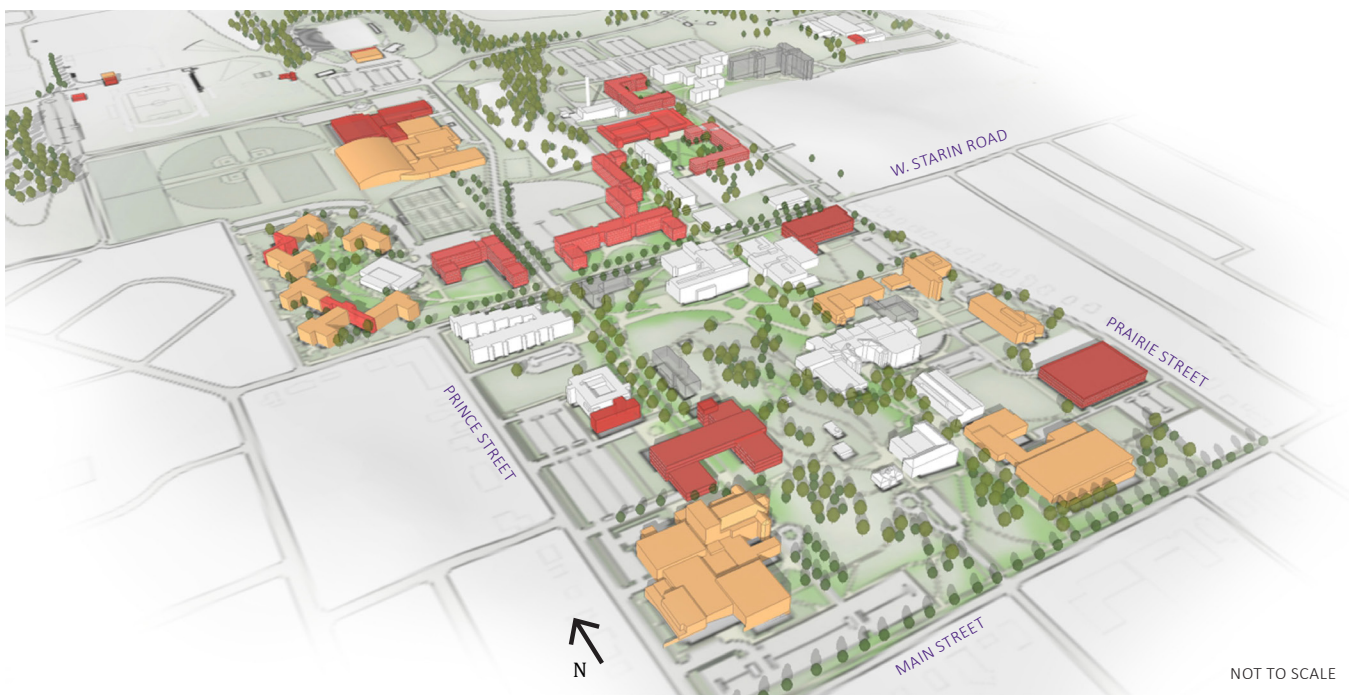 W. STARIN ROAD
PRAIRIE STREET
PRINCE STREET
MAIN STREET
N
NOT TO SCALE